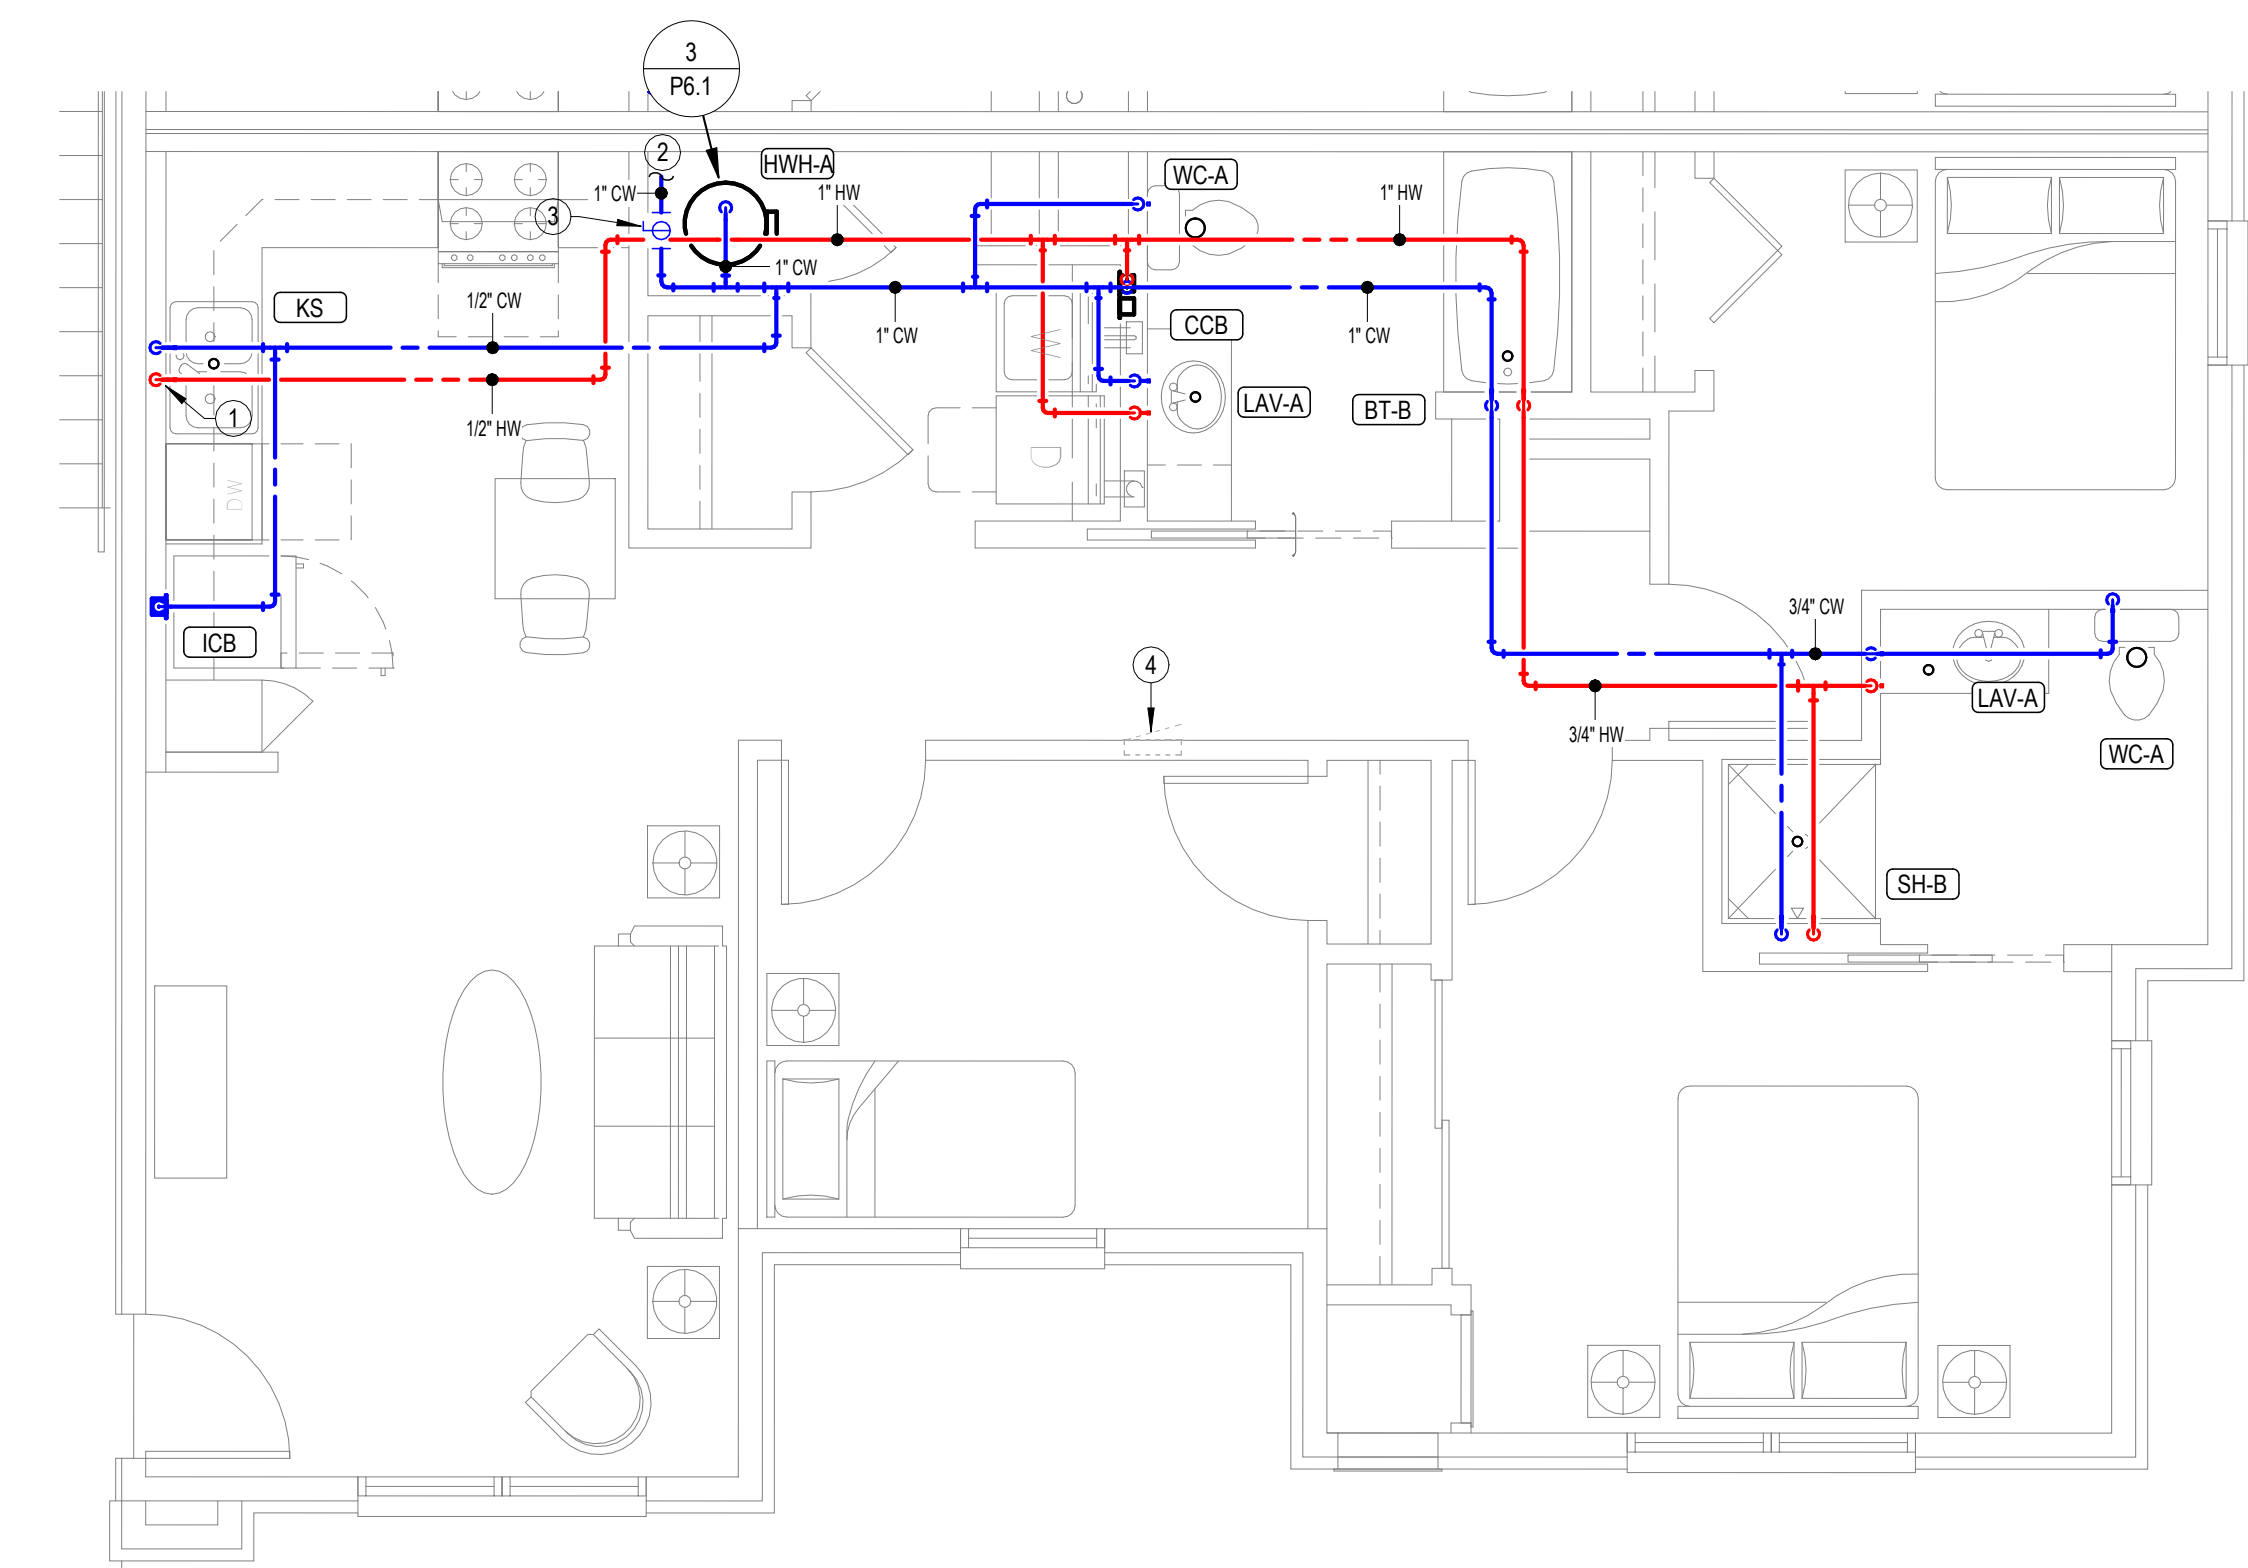 3
P6.1
2
HWH-A
WC-A
1" CW
1" HW
1" HW
3
1" CW
KS
1/2" CW
1" CW
CCB
1" CW
W
1
1/2" HW
LAV-A
BT-B
D
DW
ICB
3/4" CW
4
LAV-A
3/4" HW
WC-A
SH-B